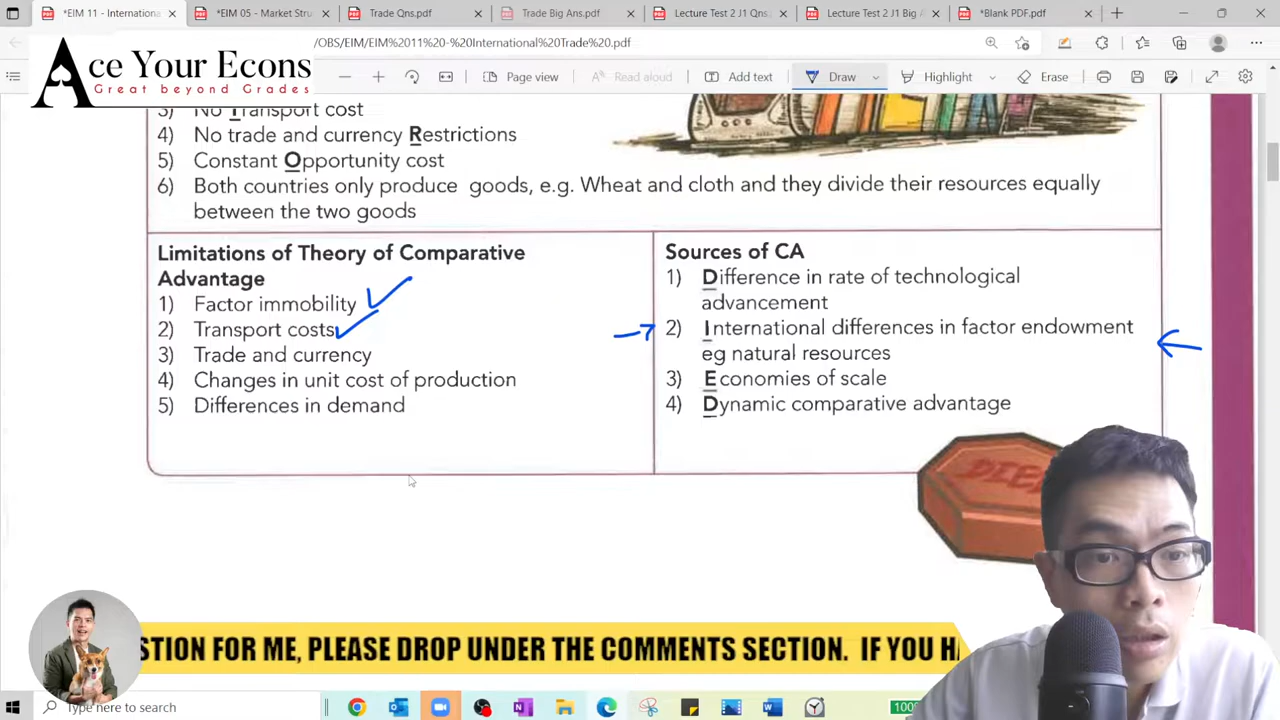 *EIM 11 - Internationa
*EIM 05 - Market Stru
Trade Qns.pdf
Trade Big Ans.pdf
Lecture Test 2 J1 Qns
Lecture Test 2 J1 Big A
*Blank PDF.pdf
/OBS/EIM/EIM%2011%20-%20International%20Trade%20.pdf
Ace Your Econs
Great beyond Grades
Page view
Read aloud
Add text
Draw
Highlight
Erase
3) No Transport cost
4) No trade and currency Restrictions
5) Constant Opportunity cost
6) Both countries only produce goods, e.g. Wheat and cloth and they divide their resources equally
between the two goods
Limitations of Theory of Comparative
Advantage
1) Factor immobility
2) Transport costs
3) Trade and currency
4) Changes in unit cost of production
5) Differences in demand
Sources of CA
1) Difference in rate of technological
advancement
2) International differences in factor endowment
eg natural resources
3) Economies of scale
4) Dynamic comparative advantage
STION FOR ME, PLEASE DROP UNDER THE COMMENTS SECTION. IF YOU HA
Type here to search
100%